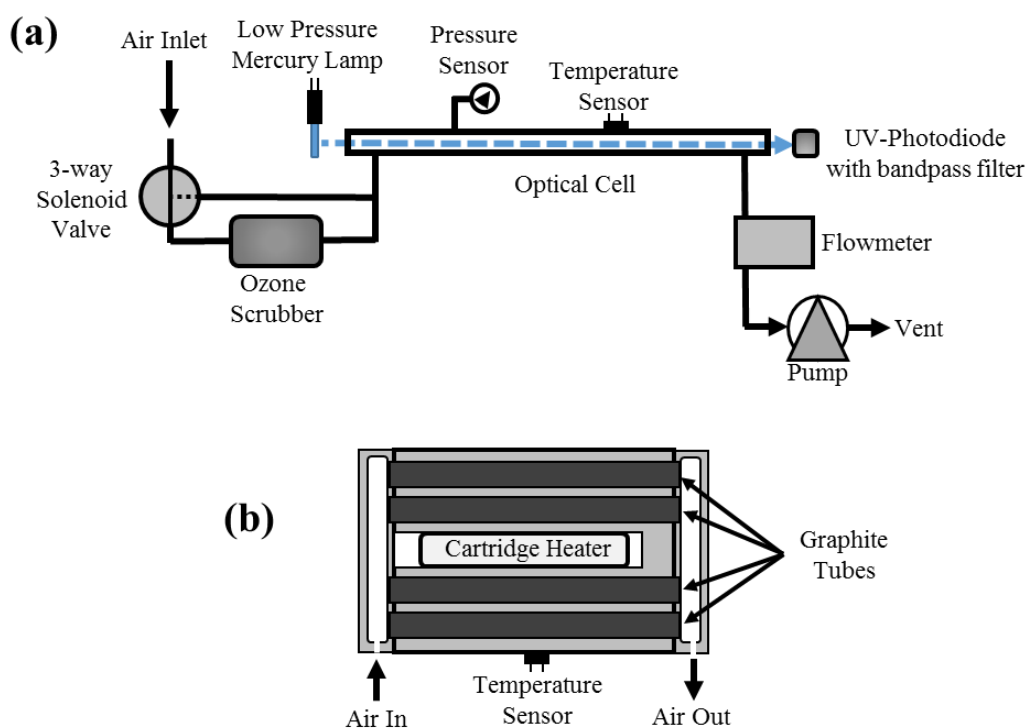 (a)
Air Inlet
Low Pressure
Mercury Lamp
Pressure
Sensor
Temperature
Sensor
UV-Photodiode
with bandpass filter
3-way
Solenoid
Valve
Optical Cell
Ozone
Scrubber
Flowmeter
Vent
Pump
(b)
Cartridge Heater
Graphite
Tubes
Temperature
Sensor
Air In
Air Out